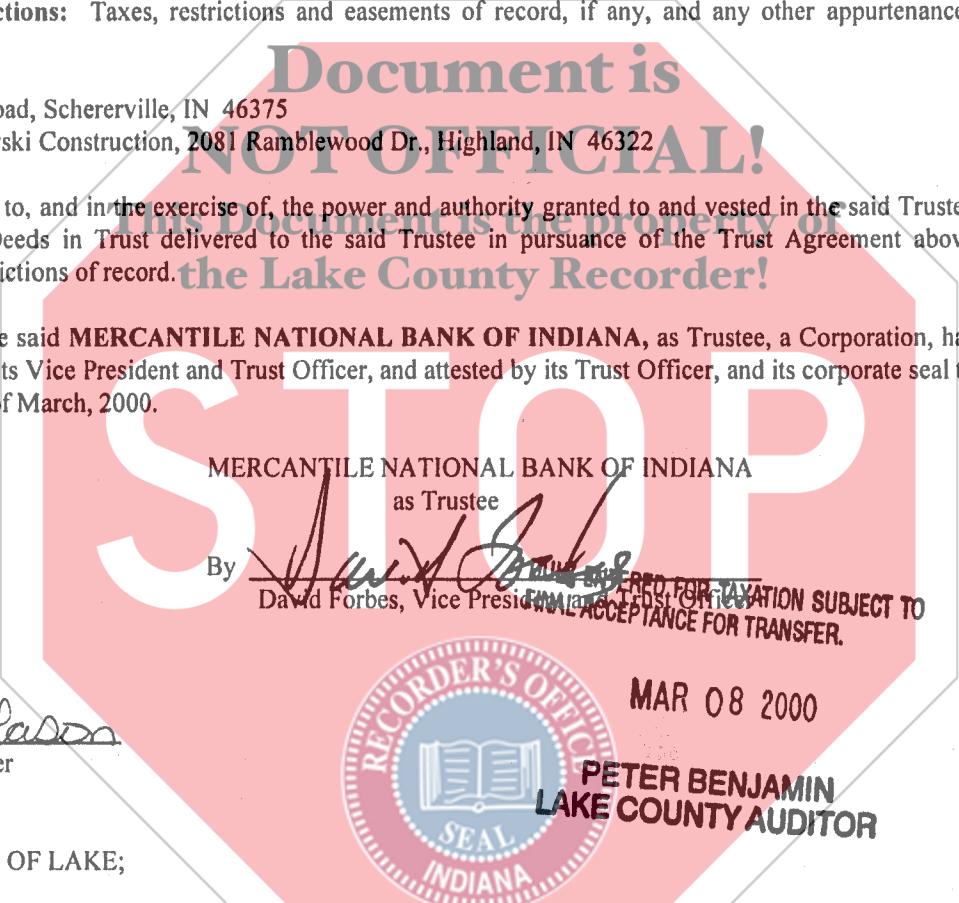 ctions: Taxes, restrictions and easements of record, if any, and any other appurtenance
Document is
oad, Schererville, IN 46375
rski Construction, 2081 Ramblewood Dr., Highland, IN 46322
NOT OFFICIAL!
to, and in the exercise of, the power and authority granted to and vested in the said Truste
This Document is the property of
Deeds in Trust delivered to the said Trustee in pursuance of the Trust Agreement abov
ictions of record.
the Lake County Recorder!
e said MERCANTILE NATIONAL BANK OF INDIANA, as Trustee, a Corporation, ha
ts Vice President and Trust Officer, and attested by its Trust Officer, and its corporate seal t
of March, 2000.
STOP
MERCANTILE NATIONAL BANK OF INDIANA
as Trustee
By
David Forbes, Vice President and Trust Officer
ENTERED FOR TAXATION SUBJECT TO
FINAL ACCEPTANCE FOR TRANSFER.
MAR 08 2000
er
PETER BENJAMIN
LAKE COUNTY AUDITOR
RECORDER'S OFFICE
SEAL
INDIANA
OF LAKE;